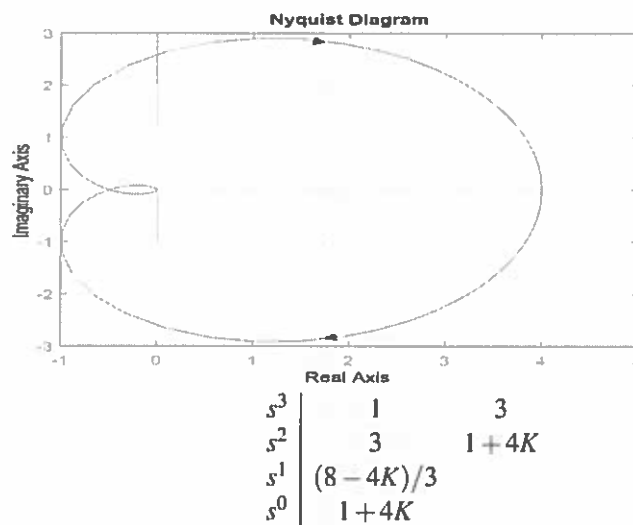 Nyquist Diagram
3
2
1
0
-1
-2
-3
Imaginary Axis
-1 0 1 2 3 4
Real Axis
s³ 1 3
s² 3 1 + 4K
s¹ (8 − 4K)/3
s⁰ 1 + 4K